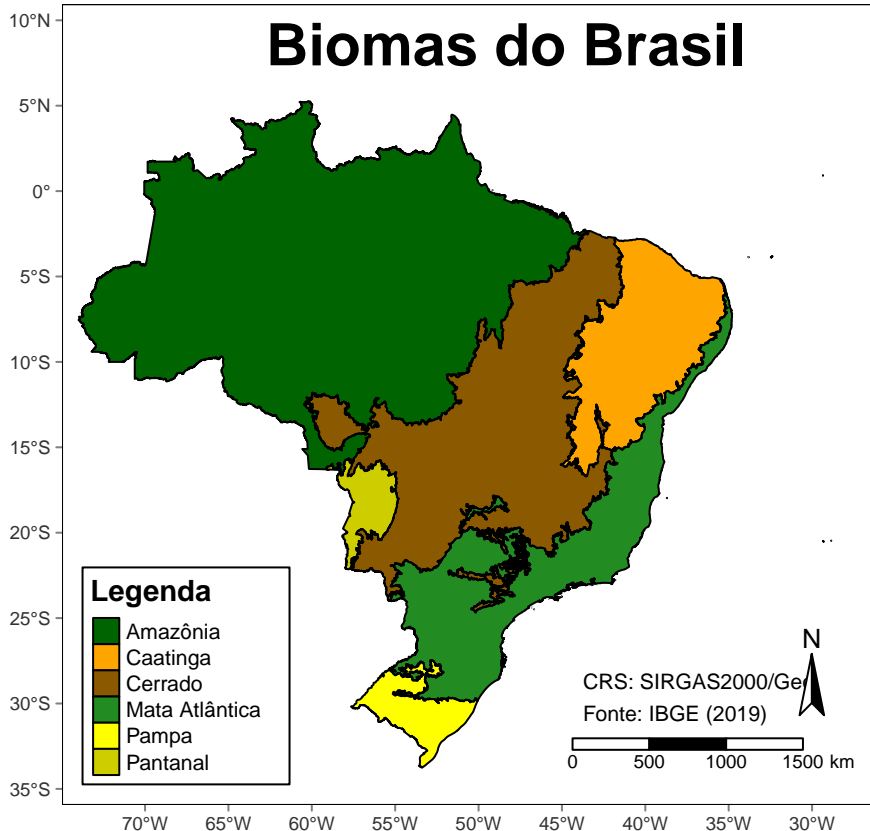 Biomas do Brasil
10°N
5°N
0°
5°S
10°S
15°S
20°S
25°S
30°S
35°S
Legenda
Amazônia
Caatinga
Cerrado
Mata Atlântica
Pampa
Pantanal
N
CRS: SIRGAS2000/Ge
Fonte: IBGE (2019)
0 500 1000 1500 km
70°W 65°W 60°W 55°W 50°W 45°W 40°W 35°W 30°W